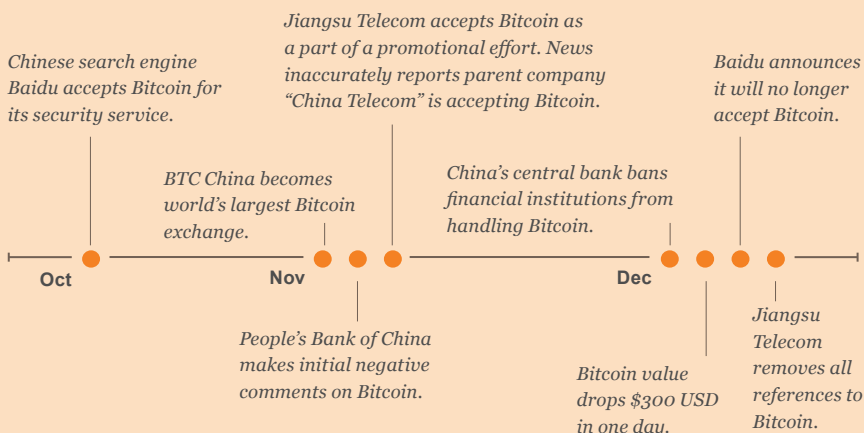 Chinese search engine
Baidu accepts Bitcoin for
its security service.
Jiangsu Telecom accepts Bitcoin as
a part of a promotional effort. News
inaccurately reports parent company
“China Telecom” is accepting Bitcoin.
Baidu announces
it will no longer
accept Bitcoin.
BTC China becomes
world’s largest Bitcoin
exchange.
China’s central bank bans
financial institutions from
handling Bitcoin.
Oct
Nov
Dec
People’s Bank of China
makes initial negative
comments on Bitcoin.
Bitcoin value
drops $300 USD
in one day.
Jiangsu
Telecom
removes all
references to
Bitcoin.